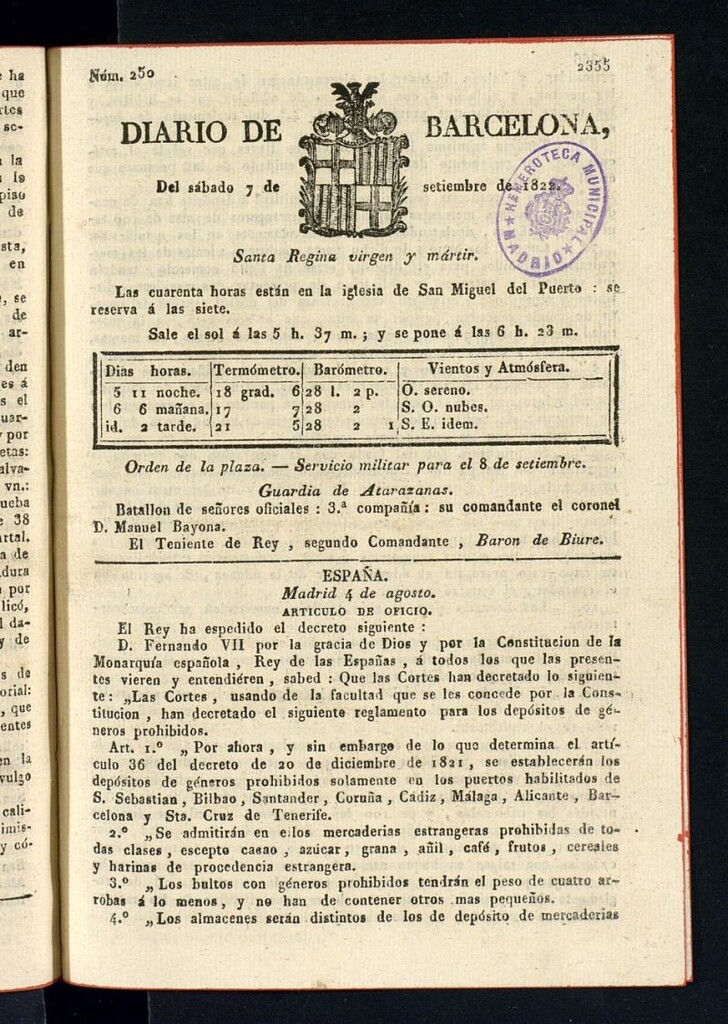 Núm. 250
2355
DIARIO DE BARCELONA,
Del sábado 7 de setiembre de 1822.
HEMEROTECA MUNICIPAL
MADRID
Santa Regina virgen y mártir.
Las cuarenta horas están en la iglesia de San Miguel del Puerto : se
reserva á las siete.
Sale el sol á las 5 h. 37 m. ; y se pone á las 6 h. 23 m.
Dias horas. Termómetro. Barómetro. Vientos y Atmósfera.
5 11 noche. 18 grad. 6 28 l. 2 p. O. sereno.
6 6 mañana. 17 7 28 2 S. O. nubes.
id. 2 tarde. 21 5 28 2 1 S. E. idem.
Orden de la plaza. — Servicio militar para el 8 de setiembre.
Guardia de Atarazanas.
Batallon de señores oficiales : 3.ª compañía : su comandante el coronel
D. Manuel Bayona.
El Teniente de Rey , segundo Comandante , Baron de Biure.
ESPAÑA.
Madrid 4 de agosto.
ARTICULO DE OFICIO.
El Rey ha espedido el decreto siguiente :
D. Fernando VII por la gracia de Dios y por la Constitucion de la
Monarquía española , Rey de las Españas , á todos los que las presen-
tes vieren y entendiéren , sabed : Que las Cortes han decretado lo siguien-
te : „Las Cortes , usando de la facultad que se les concede por la Cons-
titucion , han decretado el siguiente reglamento para los depósitos de gé-
neros prohibidos.
Art. 1.º „Por ahora , y sin embargo de lo que determina el artí-
culo 36 del decreto de 20 de diciembre de 1821 , se establecerán los
depósitos de géneros prohibidos solamente en los puertos habilitados de
S. Sebastian , Bilbao , Santander , Coruña , Cádiz , Málaga , Alicante , Bar-
celona y Sta. Cruz de Tenerife.
2.º „Se admitirán en ellos mercaderias estrangeras prohibidas de to-
das clases , escepto cacao , azúcar , grana , añil , café , frutos , cereales
y harinas de procedencia estrangera.
3.º „Los bultos con géneros prohibidos tendrán el peso de cuatro ar-
robas á lo menos , y no han de contener otros mas pequeños.
4.º „Los almacenes serán distintos de los de depósito de mercaderias